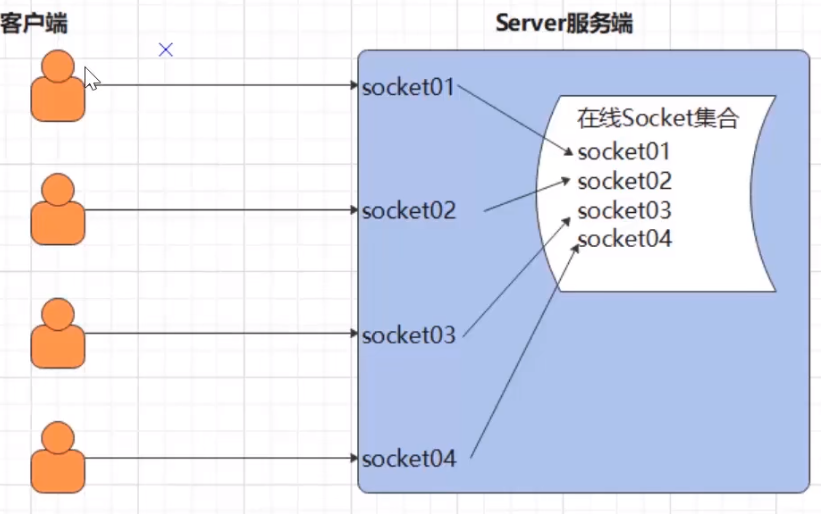 客户端
Server服务端
socket01
socket02
socket03
socket04
在线Socket集合
socket01
socket02
socket03
socket04